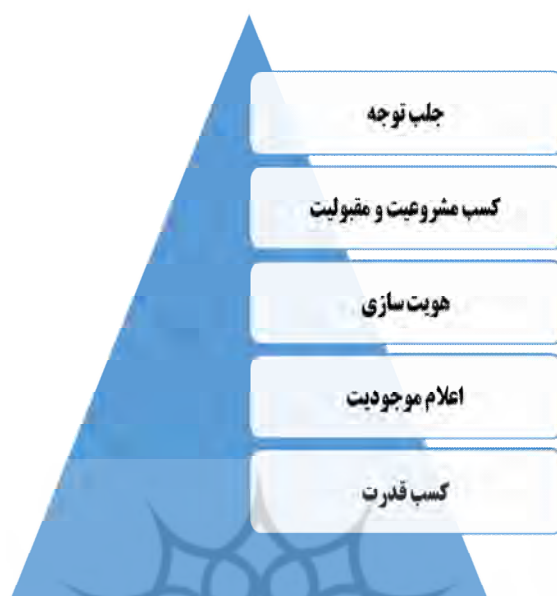 جلب توجه
کسب مشروعیت و مقبولیت
هویت سازی
اعلام موجودیت
کسب قدرت